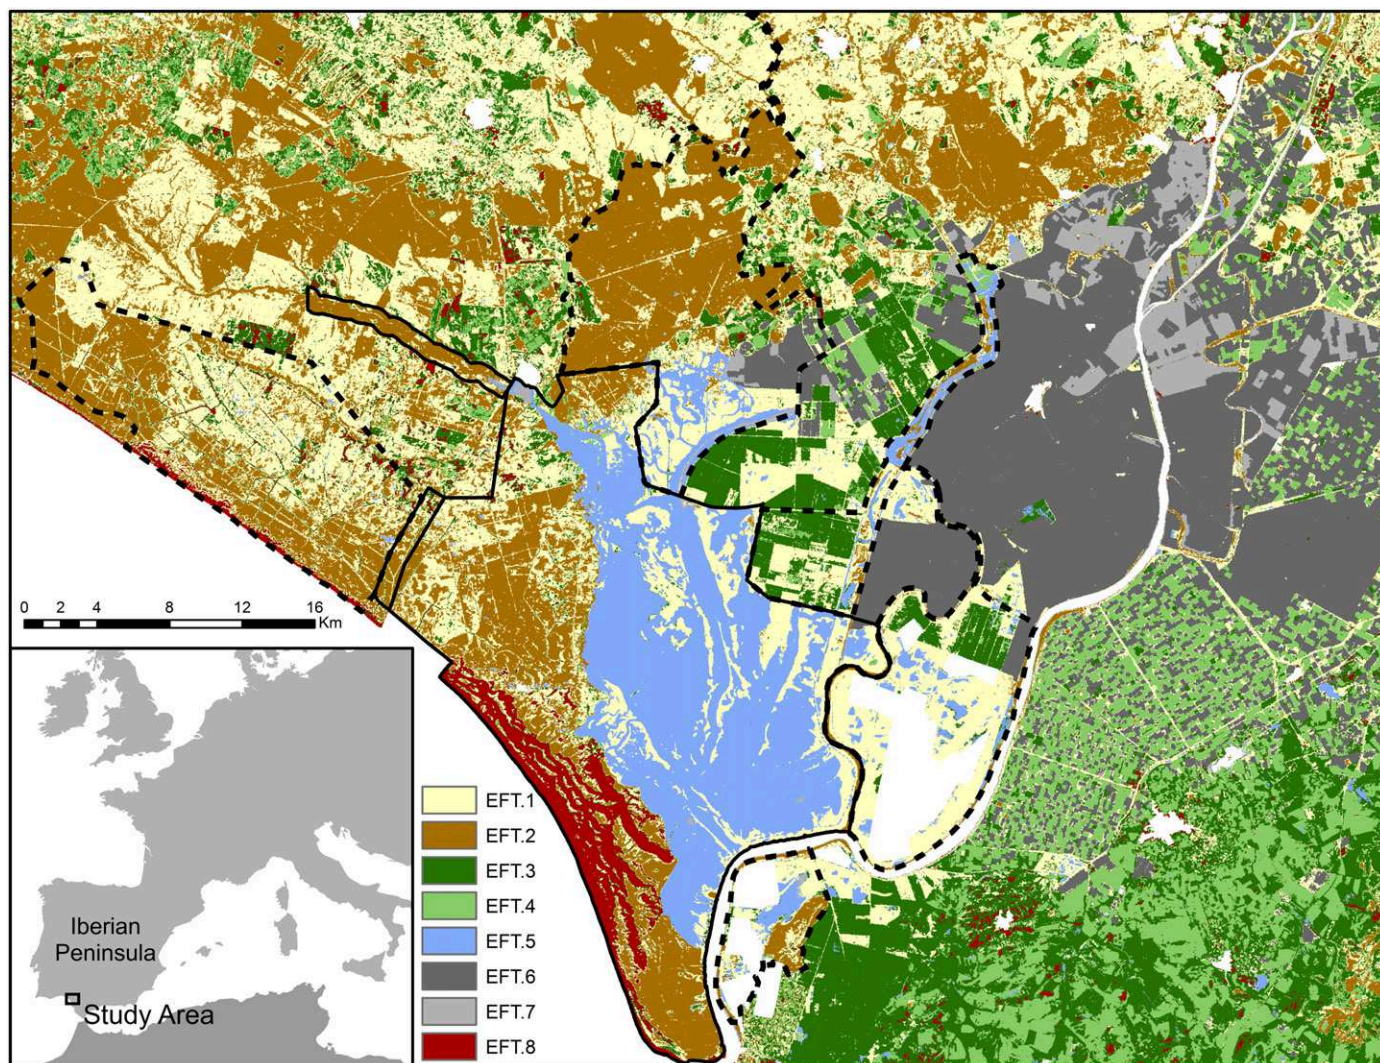 0 2 4 8 12 16
Km
Iberian
Peninsula
Study Area
EFT.1
EFT.2
EFT.3
EFT.4
EFT.5
EFT.6
EFT.7
EFT.8